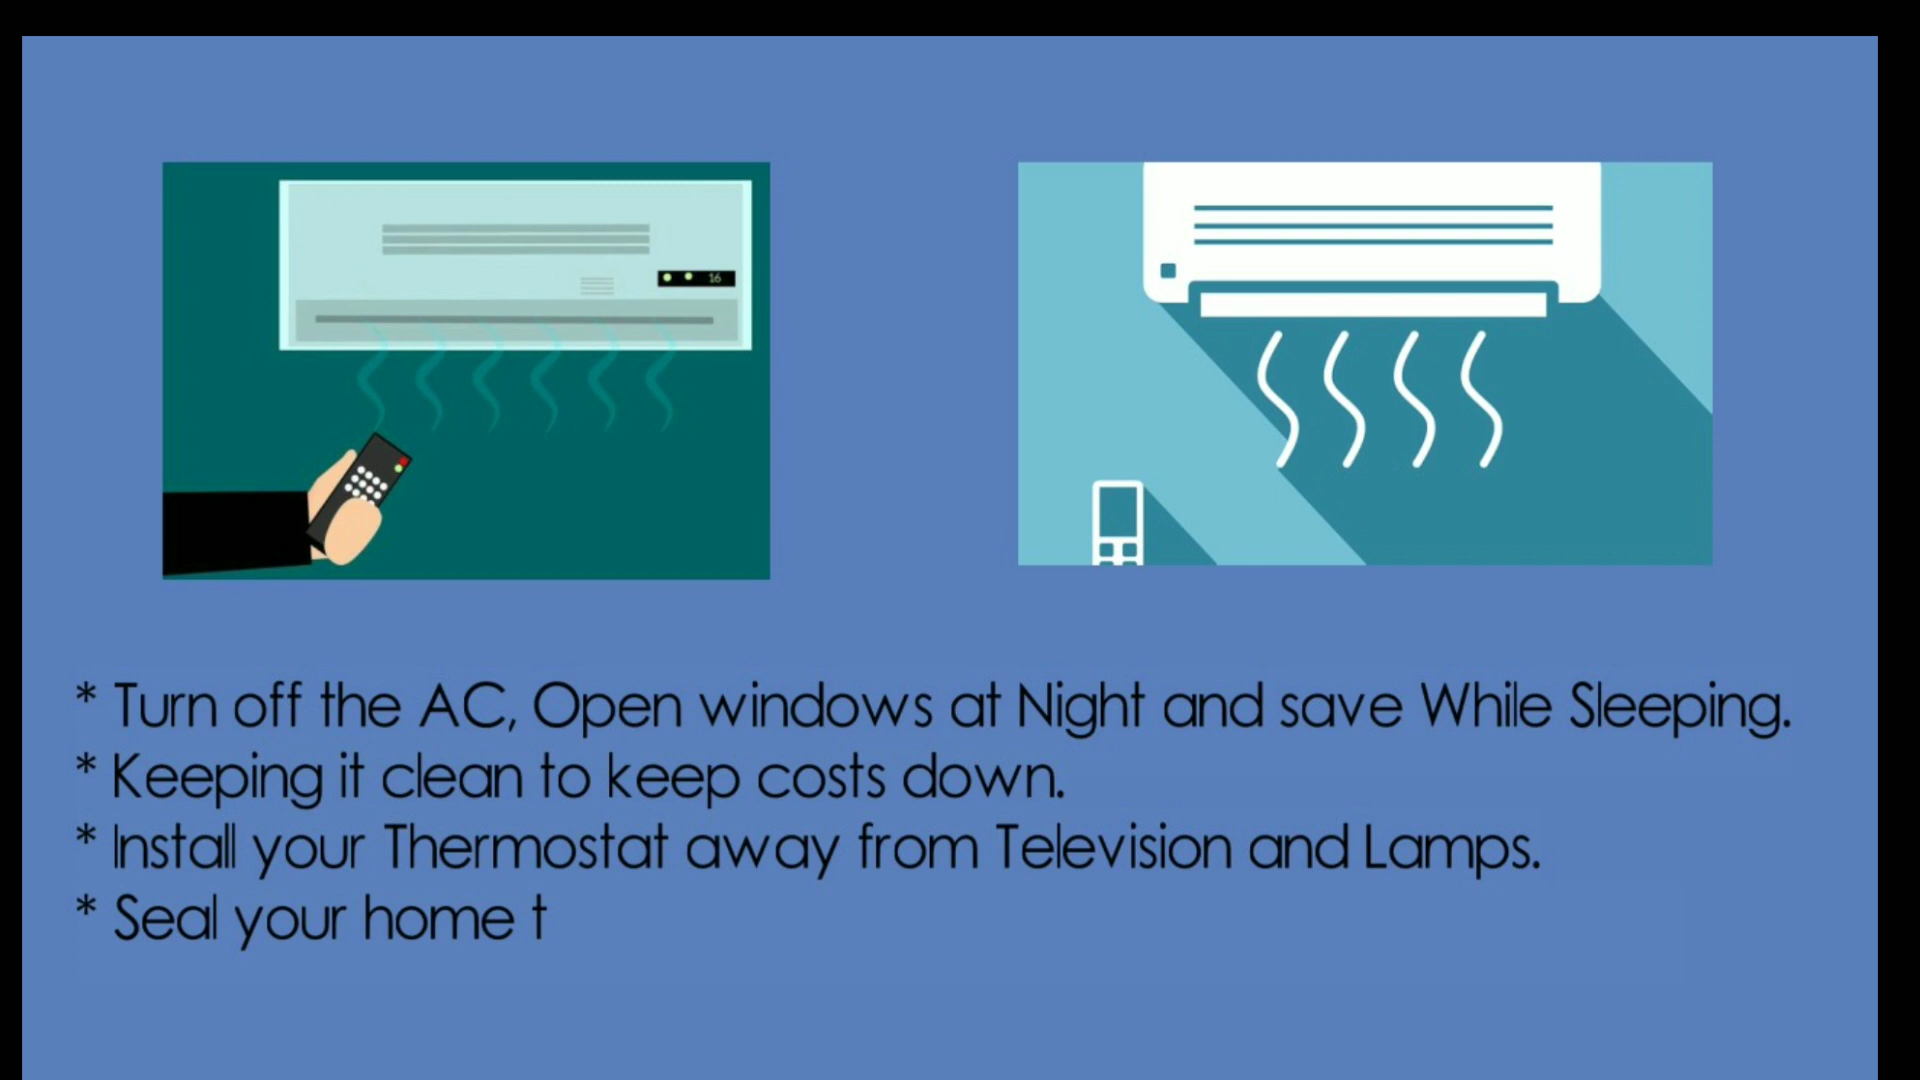 16
* Turn off the AC, Open windows at Night and save While Sleeping.
* Keeping it clean to keep costs down.
* Install your Thermostat away from Television and Lamps.
* Seal your home t